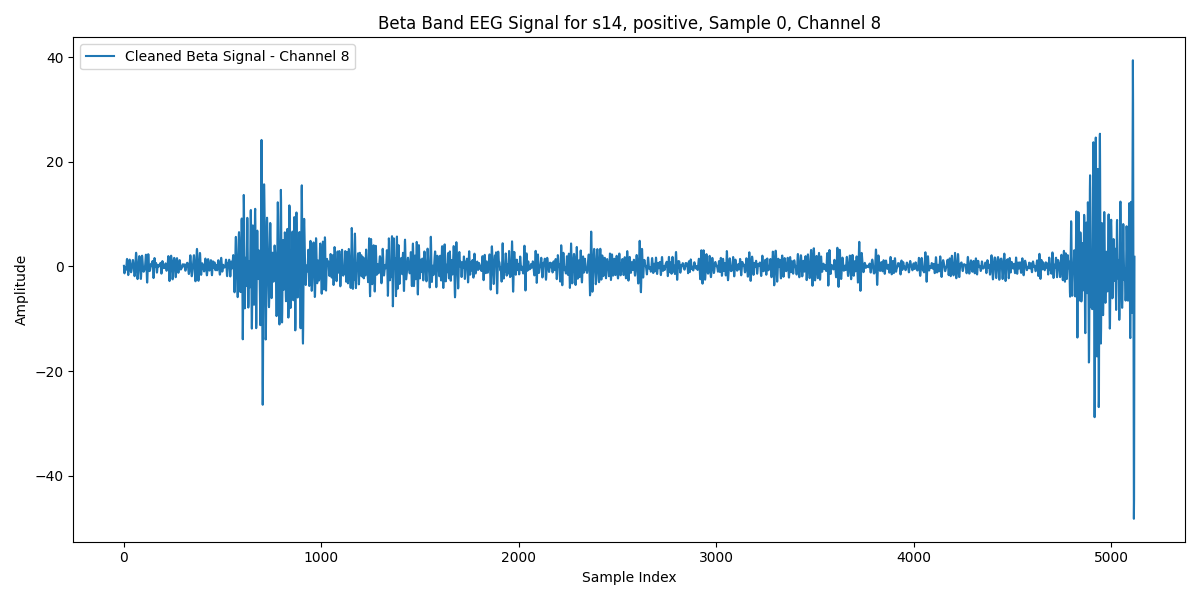 Beta Band EEG Signal for s14, positive, Sample 0, Channel 8
Cleaned Beta Signal - Channel 8
40
20
0
−20
−40
Amplitude
0 1000 2000 3000 4000 5000
Sample Index